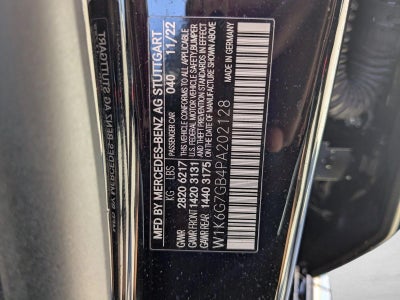 MFD BY MERCEDES-BENZ AG STUTTGART
PASSENGER CAR 040 11/22
KG LBS
GVWR 2820 6217
GAWR FRONT 1420 3131
GAWR REAR 1440 3175
THIS VEHICLE CONFORMS TO ALL APPLICABLE
U.S. FEDERAL MOTOR VEHICLE SAFETY, BUMPER
AND THEFT PREVENTION STANDARDS IN EFFECT
ON THE DATE OF MANUFACTURE SHOWN ABOVE.
W1K6G7GB4PA202128
MADE IN GERMANY